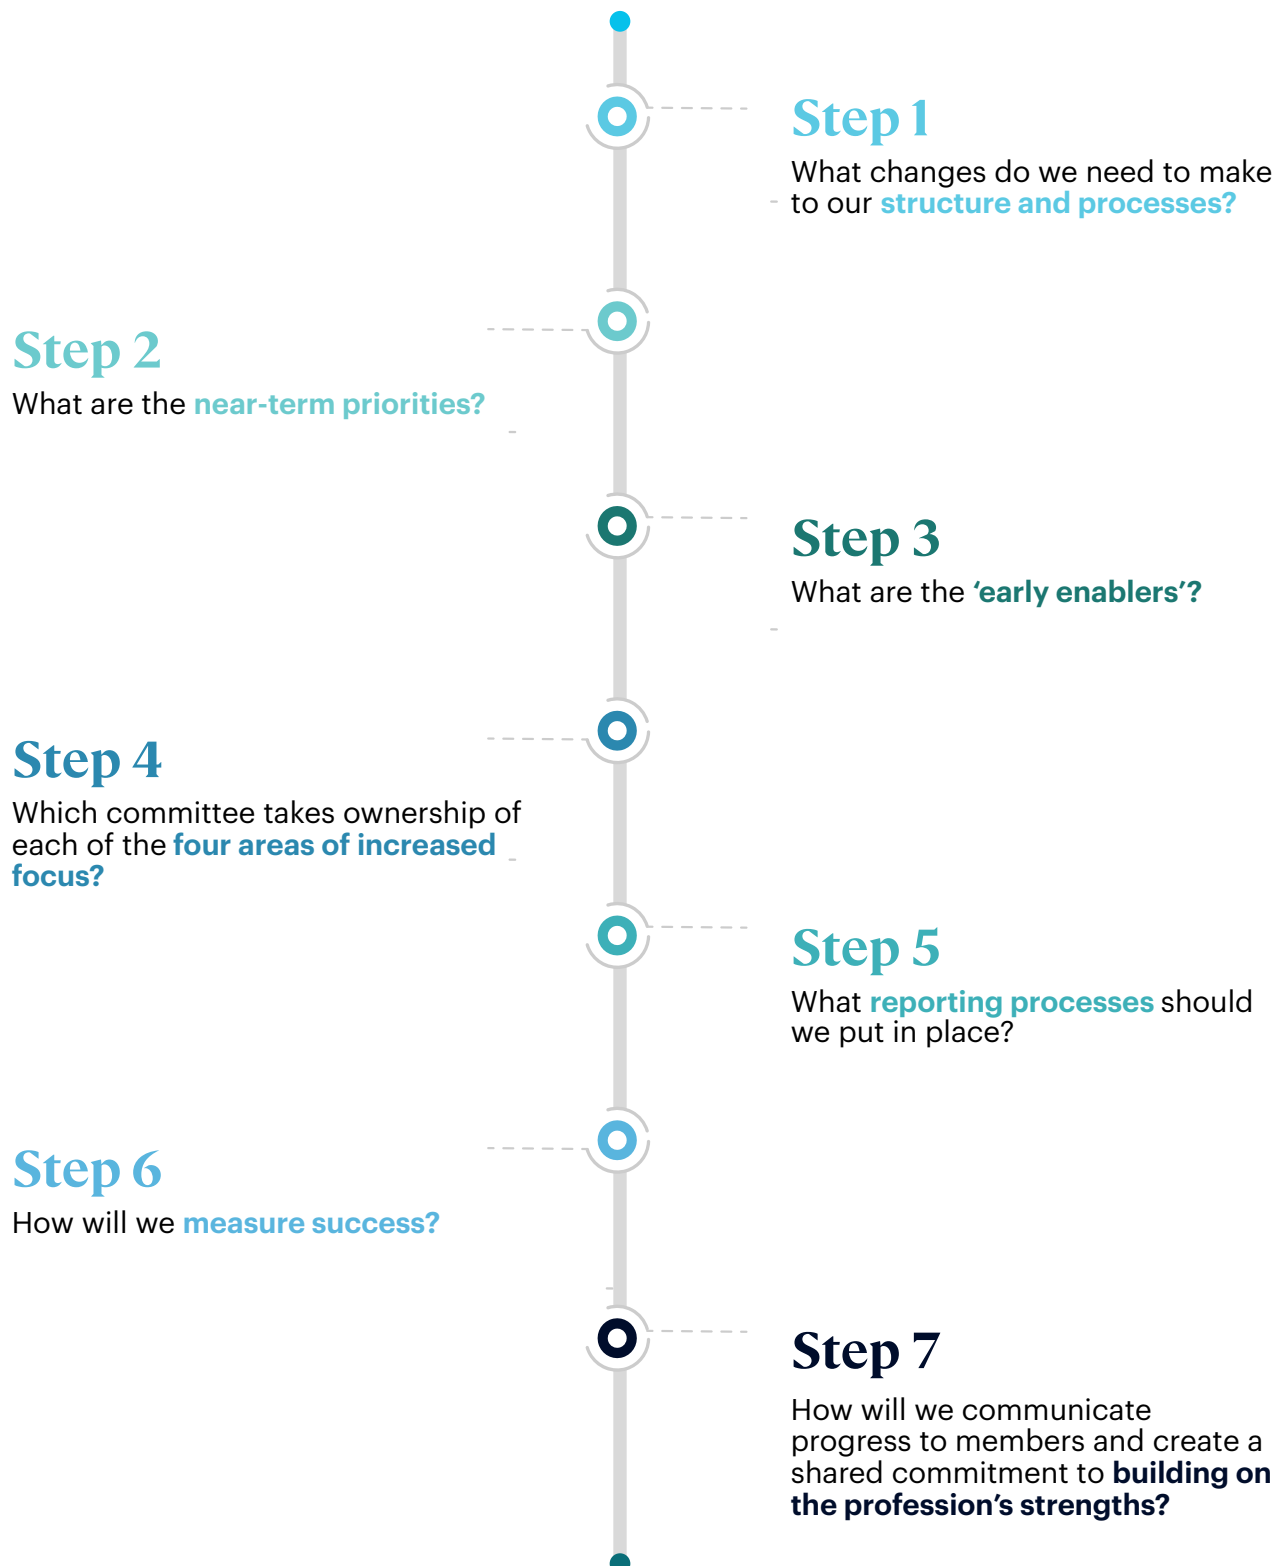 Step 1
What changes do we need to make
to our structure and processes?
Step 2
What are the near-term priorities?
Step 3
What are the ‘early enablers’?
Step 4
Which committee takes ownership of
each of the four areas of increased
focus?
Step 5
What reporting processes should
we put in place?
Step 6
How will we measure success?
Step 7
How will we communicate
progress to members and create a
shared commitment to building on
the profession’s strengths?